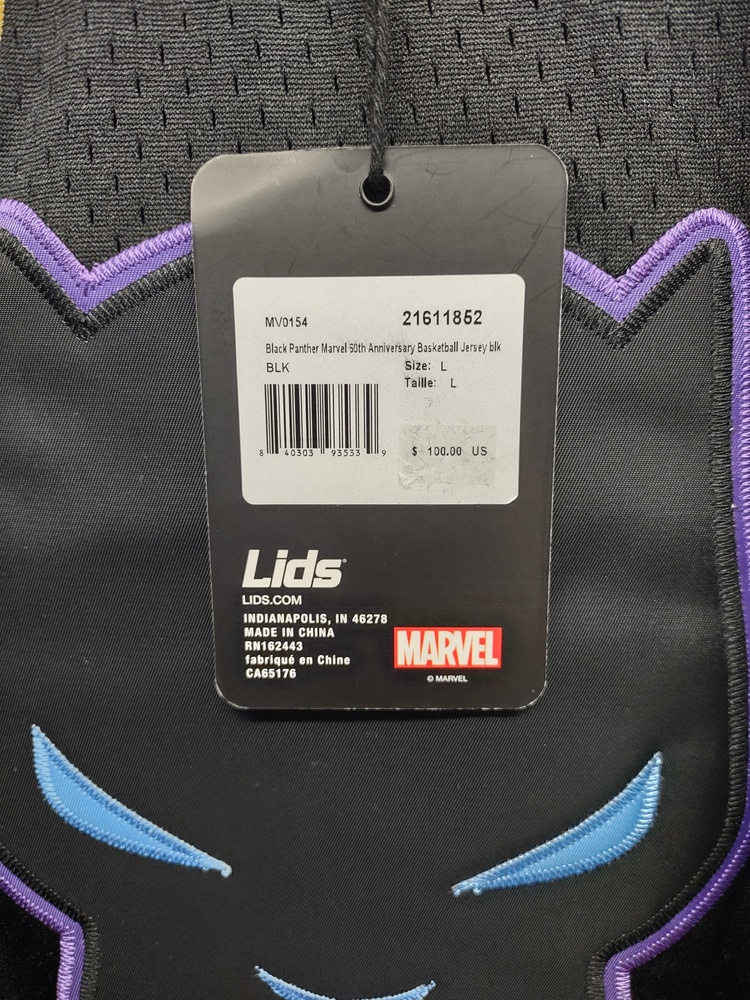 MV0154 21611852
Black Panther Marvel 60th Anniversary Basketball Jersey blk
BLK Size: L
Taille: L
8 40303 93533 9
$ 100.00 US
Lids
LIDS.COM
INDIANAPOLIS, IN 46278
MADE IN CHINA
RN162443
fabriqué en Chine
CA65176
MARVEL
© MARVEL